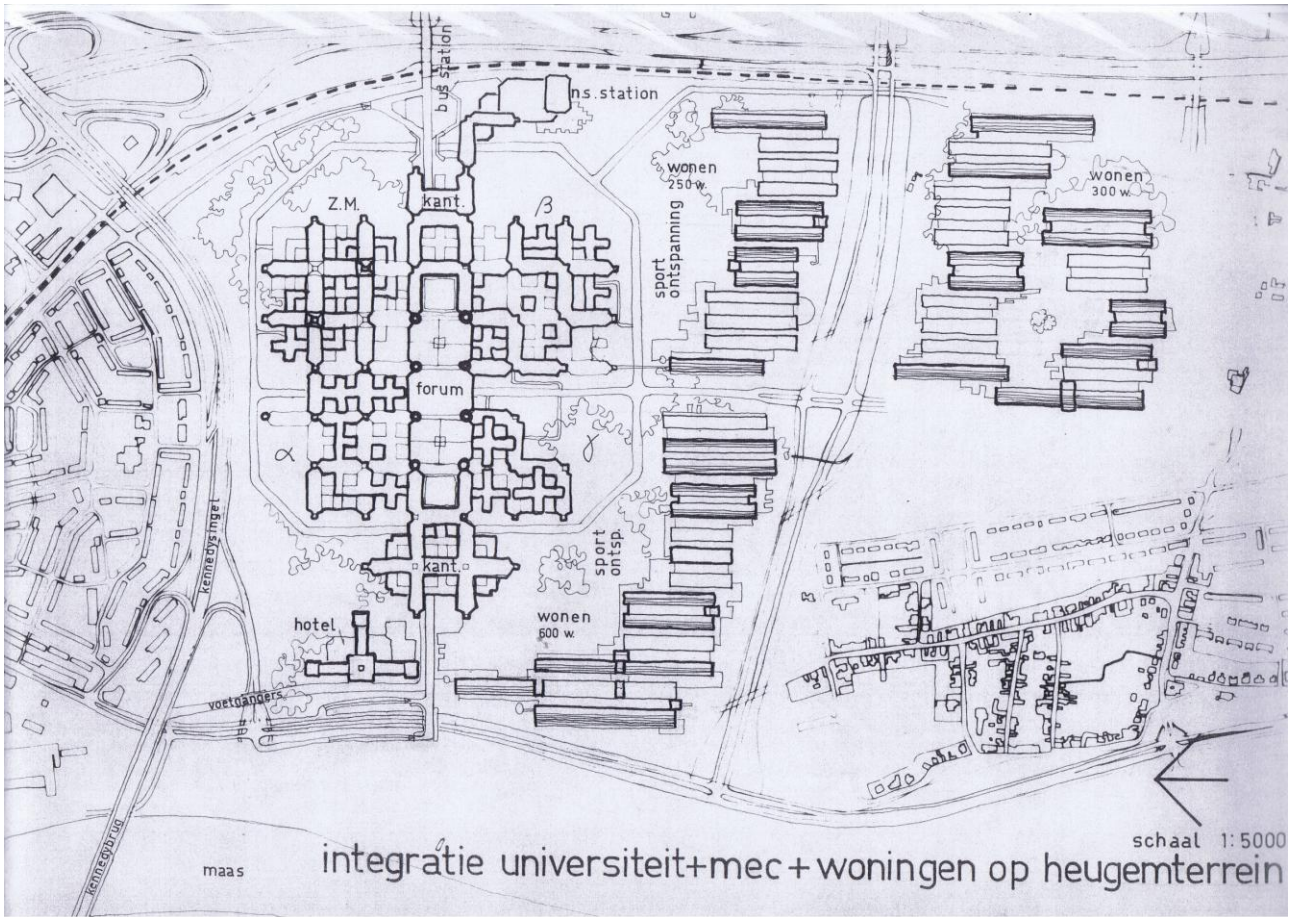 bus station
n.s. station
wonen
250 w.
wonen
300 w.
Z.M.
kant.
β
sport
ontspanning
forum
α
γ
kennedysingel
kant.
sport
ontsp.
hotel
wonen
600 w.
voetgangers
kennedybrug
maas
schaal 1:5000
integratie universiteit+mec+woningen op heugemterrein